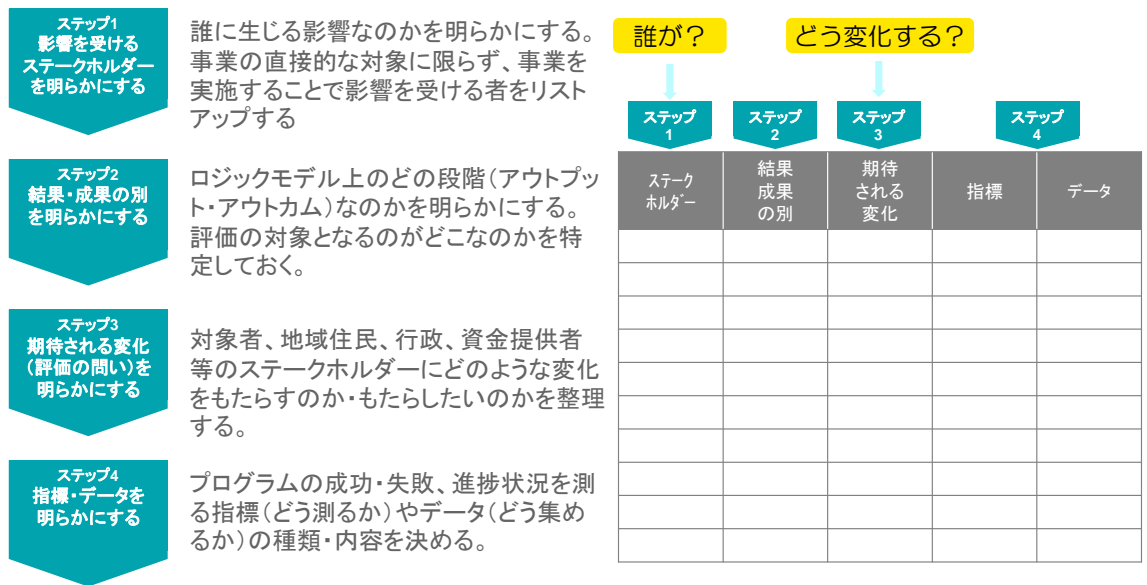 ステップ1
影響を受ける
ステークホルダー
を明らかにする
誰に生じる影響なのかを明らかにする。
事業の直接的な対象に限らず、事業を
実施することで影響を受ける者をリスト
アップする
ステップ2
結果・成果の別
を明らかにする
ロジックモデル上のどの段階(アウトプッ
ト・アウトカム)なのかを明らかにする。
評価の対象となるのがどこなのかを特
定しておく。
ステップ3
期待される変化
(評価の問い)を
明らかにする
対象者、地域住民、行政、資金提供者
等のステークホルダーにどのような変化
をもたらすのか・もたらしたいのかを整理
する。
ステップ4
指標・データを
明らかにする
プログラムの成功・失敗、進捗状況を測
る指標(どう測るか)やデータ(どう集め
るか)の種類・内容を決める。
誰が?
どう変化する?
ステップ
1
ステップ
2
ステップ
3
ステップ
4
ステーク
ホルダー
結果
成果
の別
期待
される
変化
指標
データ